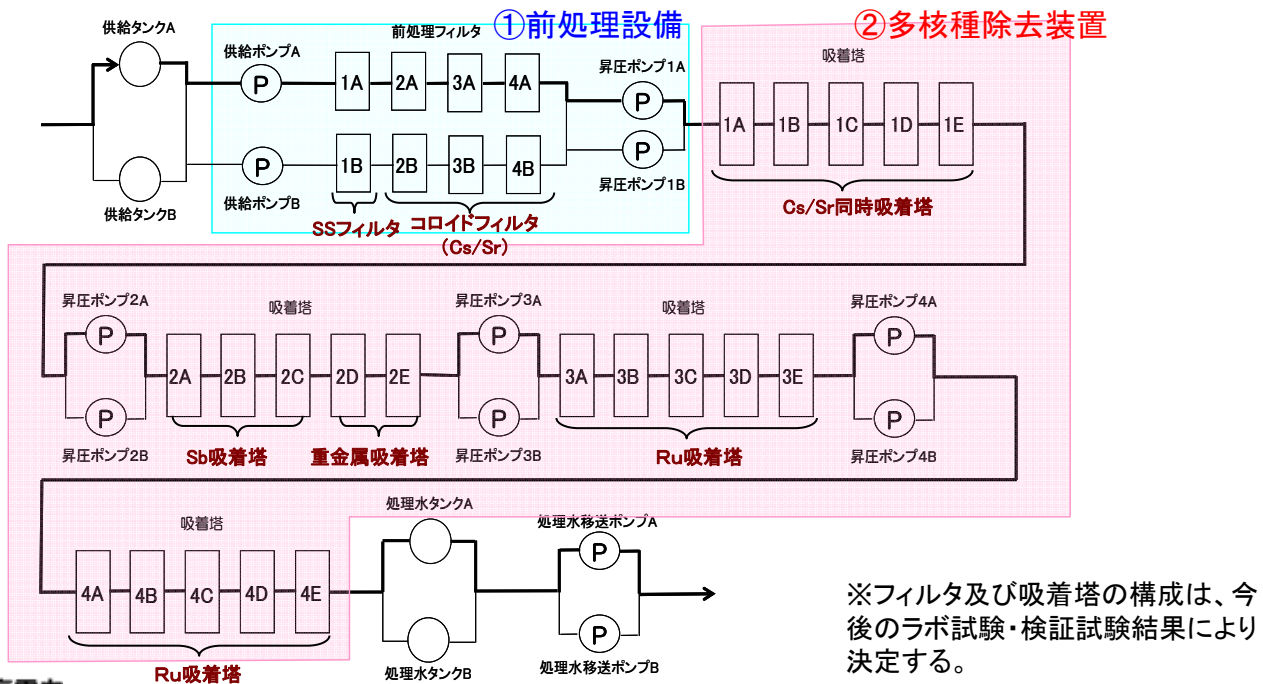 ①前処理設備
②多核種除去装置
供給タンクA
供給ポンプA
前処理フィルタ
昇圧ポンプ1A
吸着塔
P
1A
2A
3A
4A
P
1A
1B
1C
1D
1E
P
1B
2B
3B
4B
P
供給タンクB
供給ポンプB
昇圧ポンプ1B
SSフィルタ
コロイドフィルタ
(Cs/Sr)
Cs/Sr同時吸着塔
昇圧ポンプ2A
吸着塔
昇圧ポンプ3A
吸着塔
昇圧ポンプ4A
P
P
P
2A
2B
2C
2D
2E
3A
3B
3C
3D
3E
P
P
P
昇圧ポンプ2B
Sb吸着塔
重金属吸着塔
昇圧ポンプ3B
Ru吸着塔
昇圧ポンプ4B
吸着塔
処理水タンクA
処理水移送ポンプA
P
4A
4B
4C
4D
4E
P
処理水タンクB
処理水移送ポンプB
Ru吸着塔
※フィルタ及び吸着塔の構成は、今
後のラボ試験・検証試験結果により
決定する。